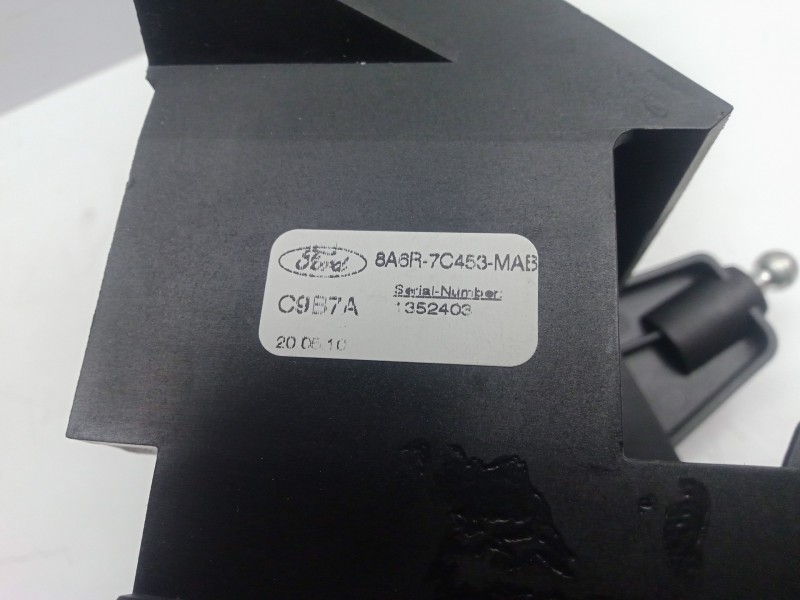 Ford 8A6R-7C453-MAB
Serial-Number:
C9B7A 1352403
20.05.10